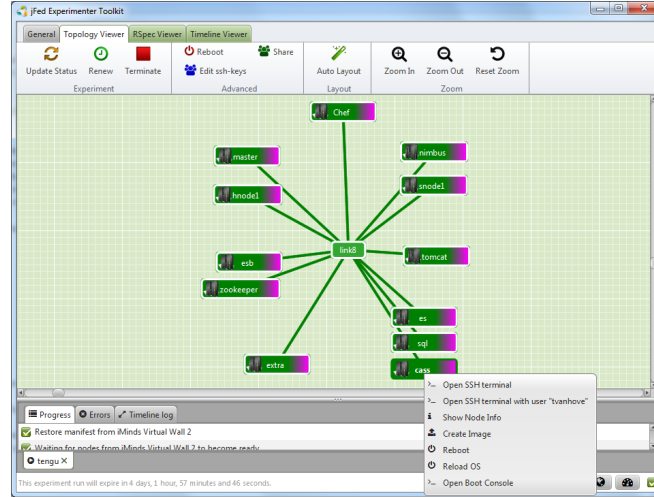 jFed Experimenter Toolkit
General Topology Viewer RSpec Viewer Timeline Viewer
Update Status Renew Terminate Reboot Share Edit ssh-keys Auto Layout Zoom In Zoom Out Reset Zoom
Experiment Advanced Layout Zoom
Chef
master
nimbus
hnode1
snode1
link8
esb
tomcat
zookeeper
es
sql
extra
cass
Open SSH terminal
Open SSH terminal with user "tvanhove"
Show Node Info
Create Image
Reboot
Reload OS
Open Boot Console
Progress Errors Timeline log
Restore manifest from iMinds Virtual Wall 2
Waiting for nodes from iMinds Virtual Wall 2 to become ready
tengu
This experiment run will expire in 4 days, 1 hour, 57 minutes and 46 seconds.